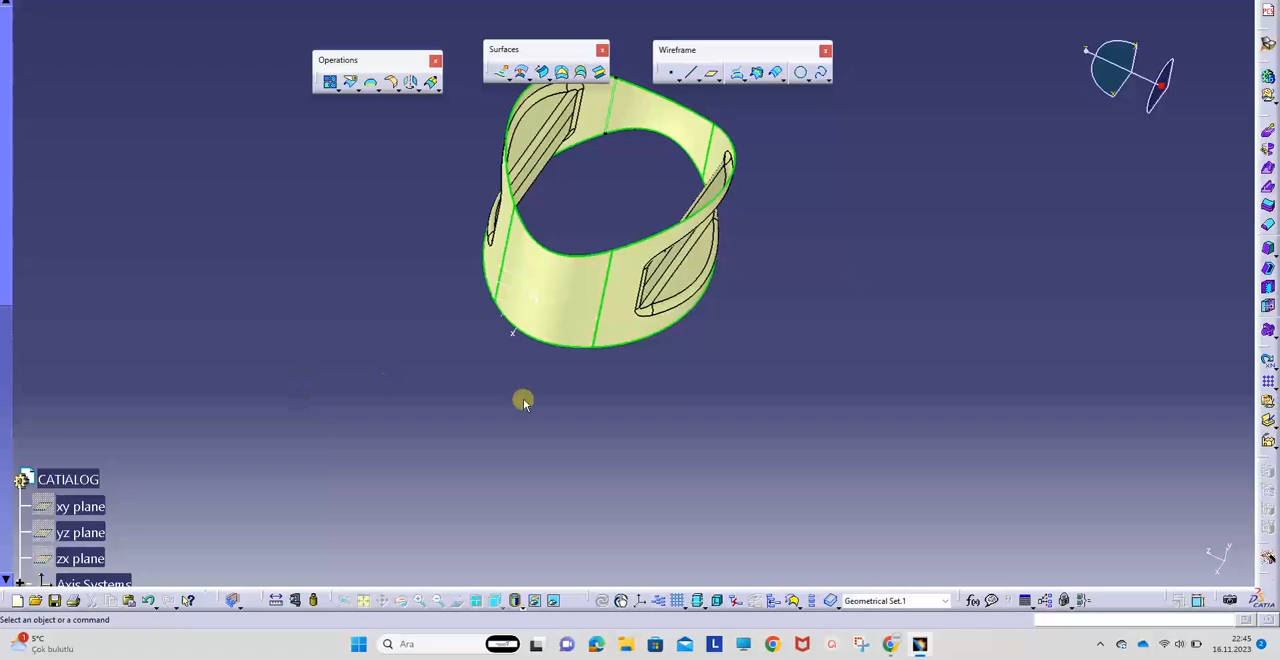 Operations
Surfaces
Wireframe
x
CATIALOG
xy plane
yz plane
zx plane
Axis Systems
Geometrical Set.1
Select an object or a command
5°C
Çok bulutlu
Ara
22:45
16.11.2023